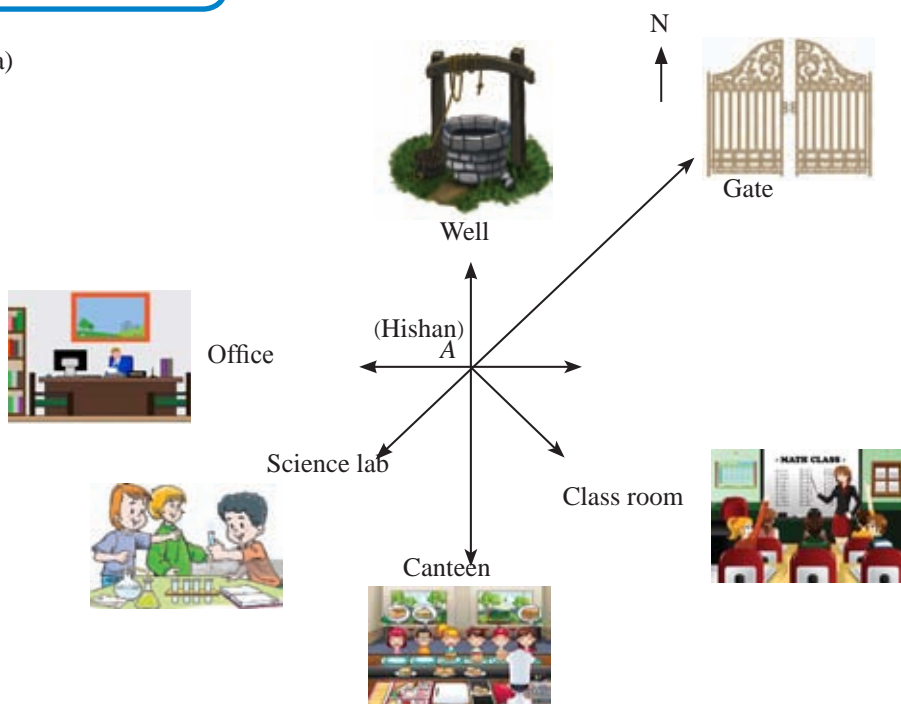 a)
N
Gate
Well
(Hishan)
A
Office
Science lab
Class room
MATH CLASS
Canteen